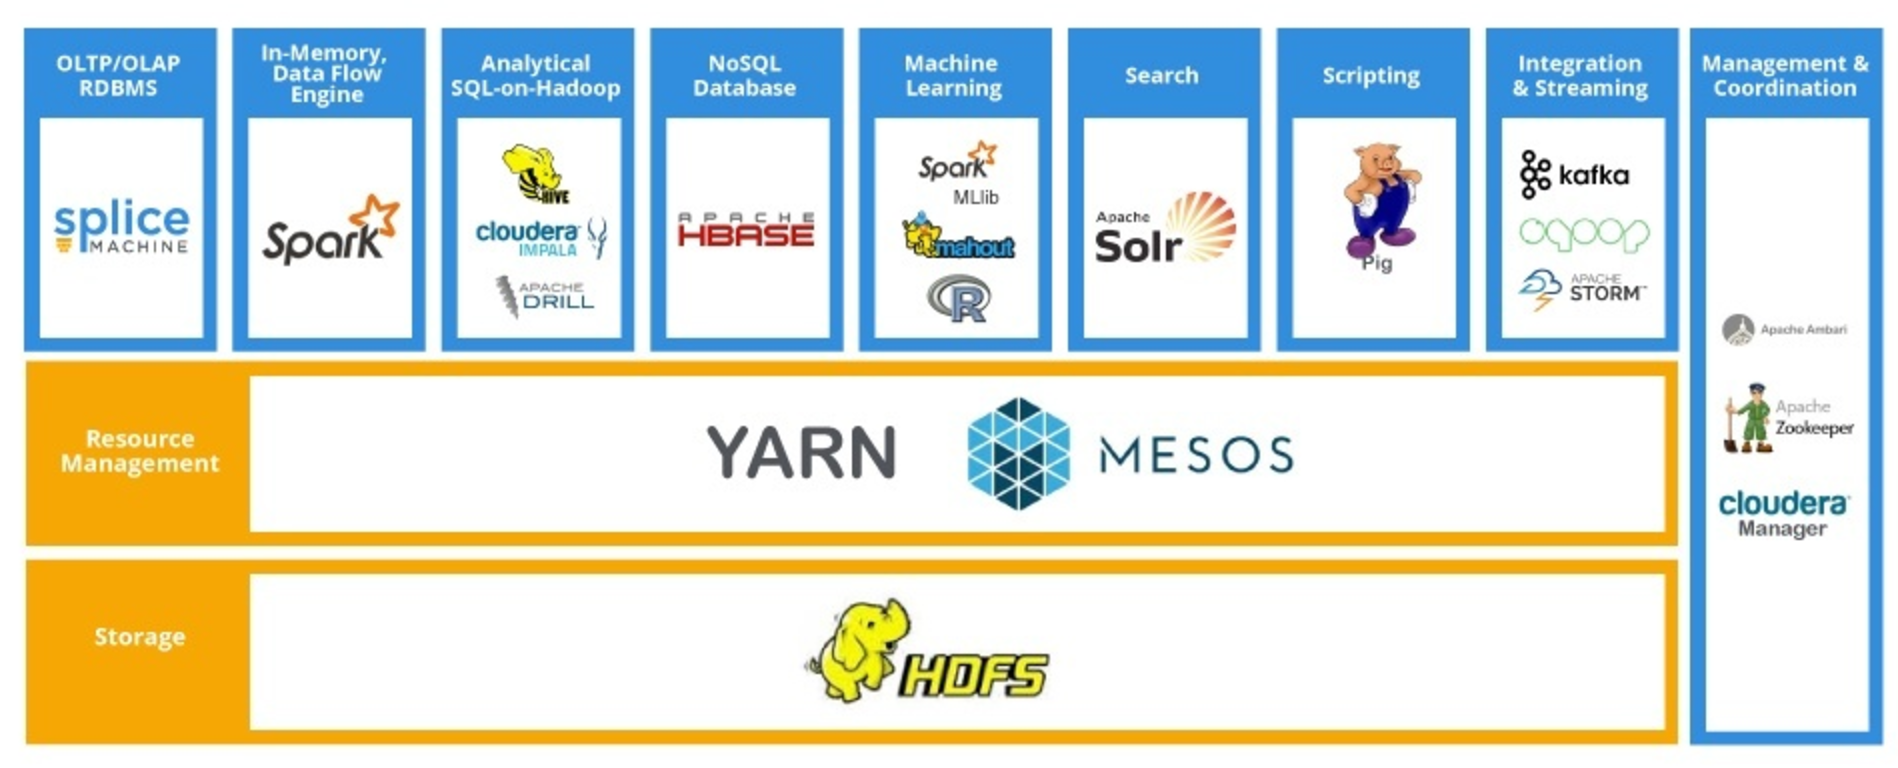 OLTP/OLAP
RDBMS
splice
MACHINE
In-Memory,
Data Flow
Engine
Spark
Analytical
SQL-on-Hadoop
HIVE
cloudera
IMPALA
APACHE
DRILL
NoSQL
Database
APACHE
HBASE
Machine
Learning
Spark
MLlib
mahout
R
Search
Apache
Solr
Scripting
Pig
Integration
& Streaming
kafka
sqoop
APACHE
STORM™
Management &
Coordination
Apache Ambari
Apache
Zookeeper
cloudera
Manager
Resource
Management
YARN
MESOS
Storage
HDFS